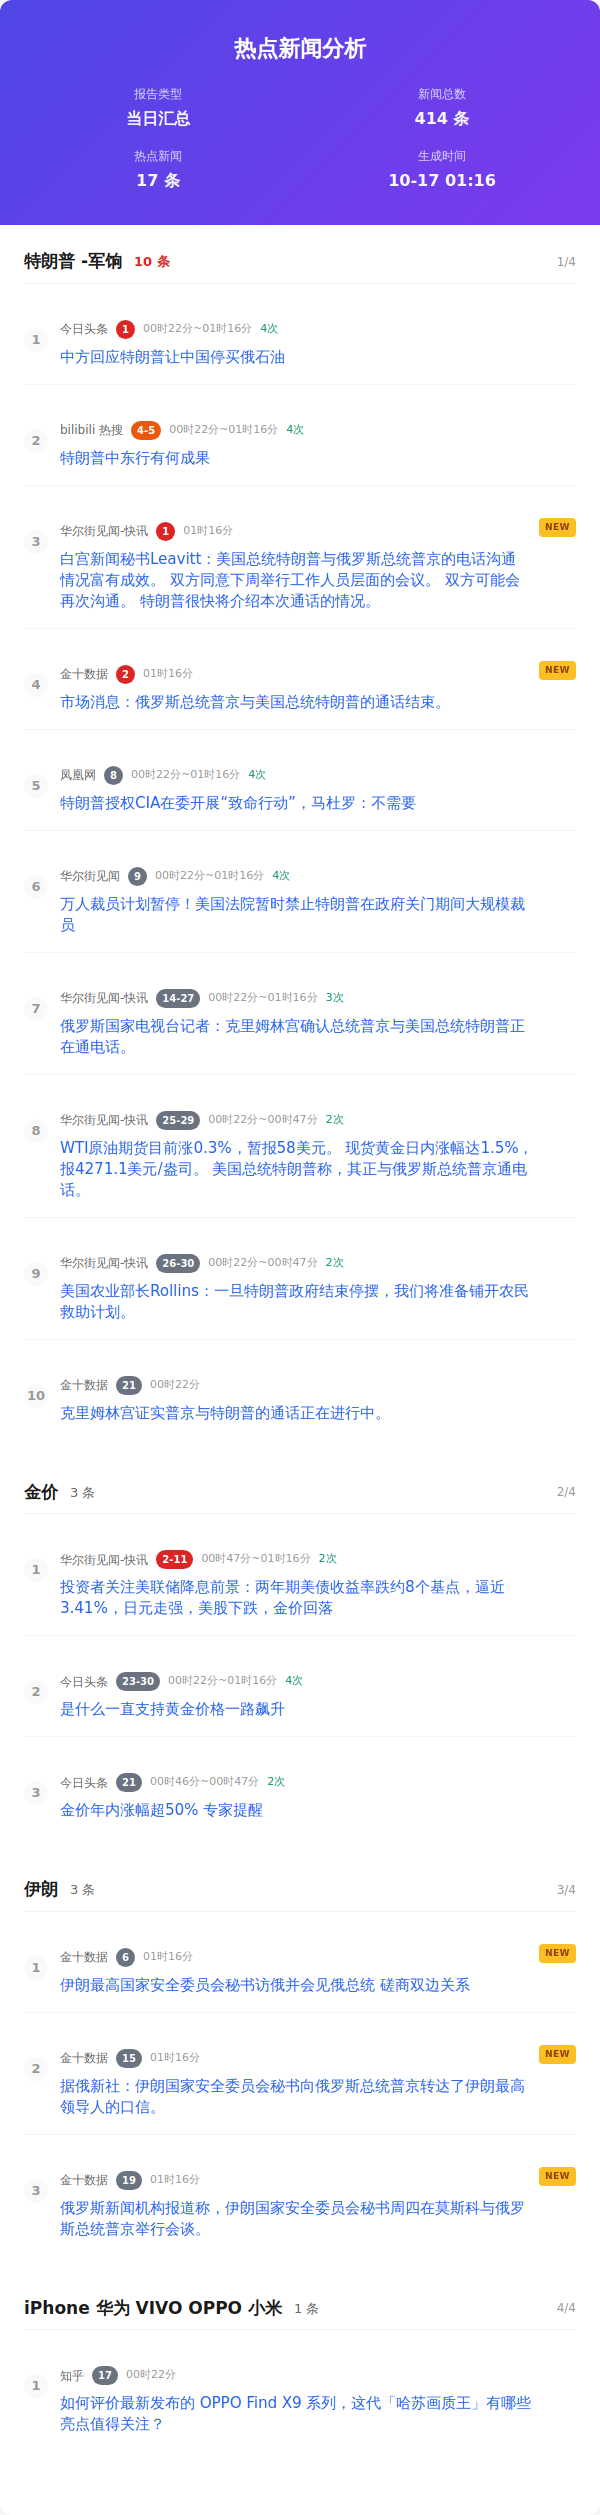 热点新闻分析
报告类型
新闻总数
当日汇总
414 条
热点新闻
生成时间
17 条
10-17 01:16
特朗普 -军饷 10 条 1/4
1 今日头条 1 00时22分~01时16分 4次
中方回应特朗普让中国停买俄石油
2 bilibili 热搜 4-5 00时22分~01时16分 4次
特朗普中东行有何成果
3 华尔街见闻-快讯 1 01时16分 NEW
白宫新闻秘书Leavitt：美国总统特朗普与俄罗斯总统普京的电话沟通
情况富有成效。 双方同意下周举行工作人员层面的会议。 双方可能会
再次沟通。 特朗普很快将介绍本次通话的情况。
4 金十数据 2 01时16分 NEW
市场消息：俄罗斯总统普京与美国总统特朗普的通话结束。
5 凤凰网 8 00时22分~01时16分 4次
特朗普授权CIA在委开展“致命行动”，马杜罗：不需要
6 华尔街见闻 9 00时22分~01时16分 4次
万人裁员计划暂停！美国法院暂时禁止特朗普在政府关门期间大规模裁
员
7 华尔街见闻-快讯 14-27 00时22分~01时16分 3次
俄罗斯国家电视台记者：克里姆林宫确认总统普京与美国总统特朗普正
在通电话。
8 华尔街见闻-快讯 25-29 00时22分~00时47分 2次
WTI原油期货日内涨0.3%，暂报58美元。 现货黄金日内涨幅达1.5%，
报4271.1美元/盎司。 美国总统特朗普称，其正与俄罗斯总统普京通电
话。
9 华尔街见闻-快讯 26-30 00时22分~00时47分 2次
美国农业部长Rollins：一旦特朗普政府结束停摆，我们将准备铺开农民
救助计划。
10 金十数据 21 00时22分
克里姆林宫证实普京与特朗普的通话正在进行中。
金价 3 条 2/4
1 华尔街见闻-快讯 2-11 00时47分~01时16分 2次
投资者关注美联储降息前景：两年期美债收益率跌约8个基点，逼近
3.41%，日元走强，美股下跌，金价回落
2 今日头条 23-30 00时22分~01时16分 4次
是什么一直支持黄金价格一路飙升
3 今日头条 21 00时46分~00时47分 2次
金价年内涨幅超50% 专家提醒
伊朗 3 条 3/4
1 金十数据 6 01时16分 NEW
伊朗最高国家安全委员会秘书访俄并会见俄总统 磋商双边关系
2 金十数据 15 01时16分 NEW
据俄新社：伊朗国家安全委员会秘书向俄罗斯总统普京转达了伊朗最高
领导人的口信。
3 金十数据 19 01时16分 NEW
俄罗斯新闻机构报道称，伊朗国家安全委员会秘书周四在莫斯科与俄罗
斯总统普京举行会谈。
iPhone 华为 VIVO OPPO 小米 1 条 4/4
1 知乎 17 00时22分
如何评价最新发布的 OPPO Find X9 系列，这代「哈苏画质王」有哪些
亮点值得关注？